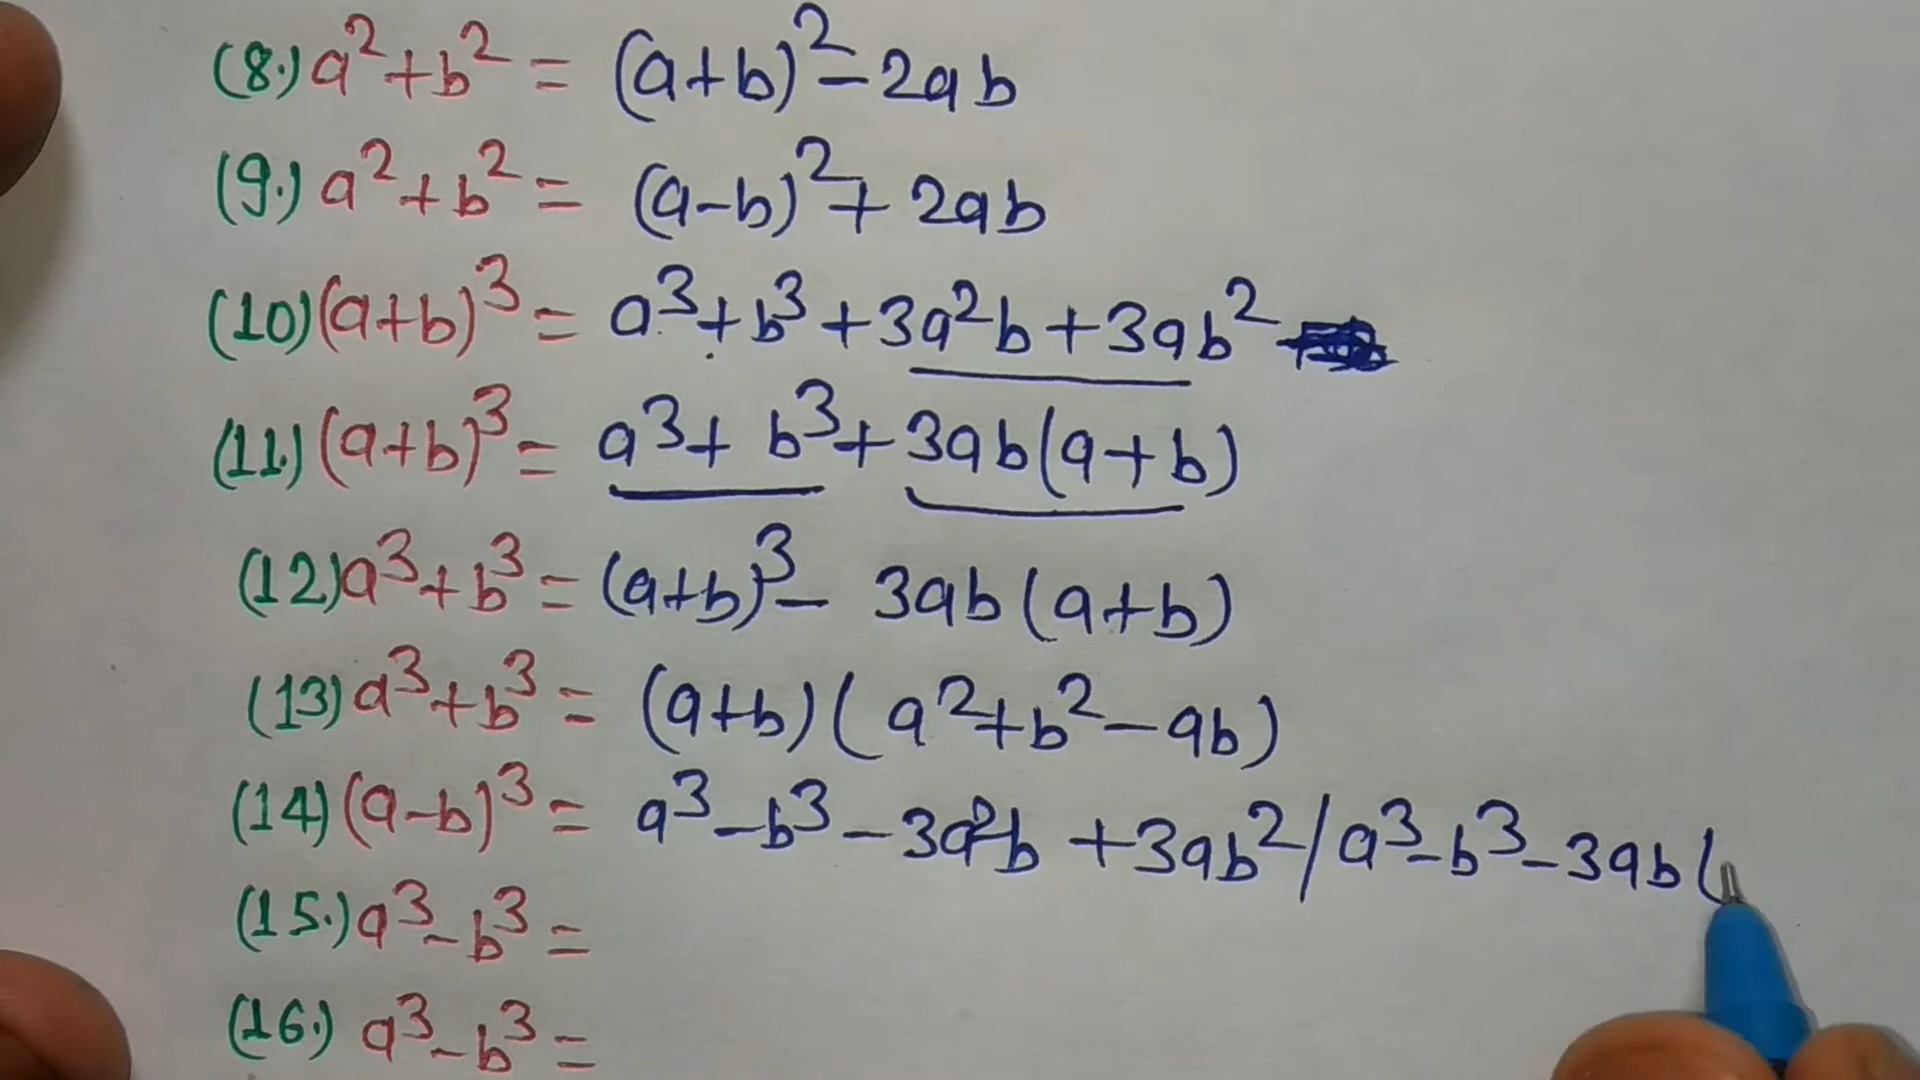 (8.) a²+b² = (a+b)²-2ab
(9.) a²+b² = (a-b)²+2ab
(10) (a+b)³ = a³+b³+3a²b+3ab²
(11.) (a+b)³ = a³+b³+3ab(a+b)
(12) a³+b³ = (a+b)³-3ab(a+b)
(13) a³+b³ = (a+b)(a²+b²-ab)
(14) (a-b)³ = a³-b³-3a²b+3ab²/a³-b³-3ab(
(15.) a³-b³ =
(16.) a³-b³ =